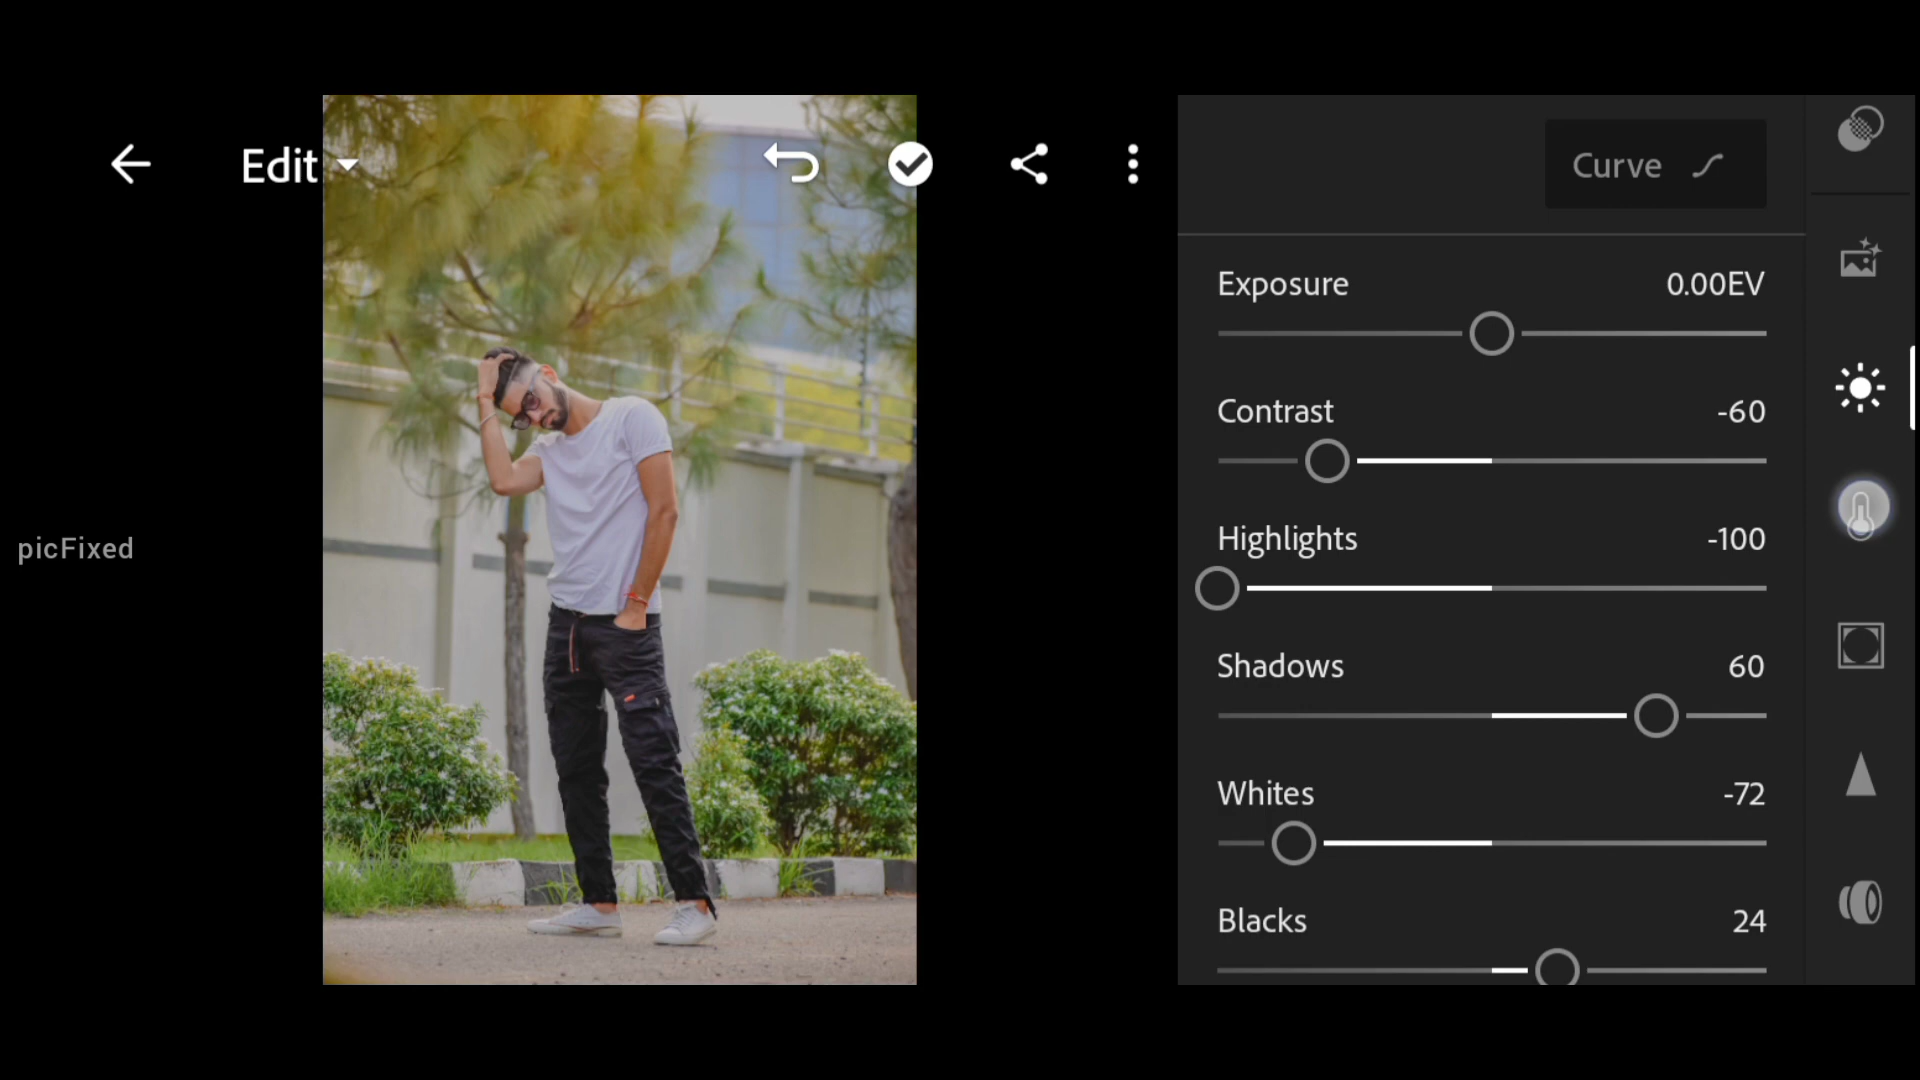 Edit
picFixed
Curve
Exposure 0.00EV
Contrast -60
Highlights -100
Shadows 60
Whites -72
Blacks 24